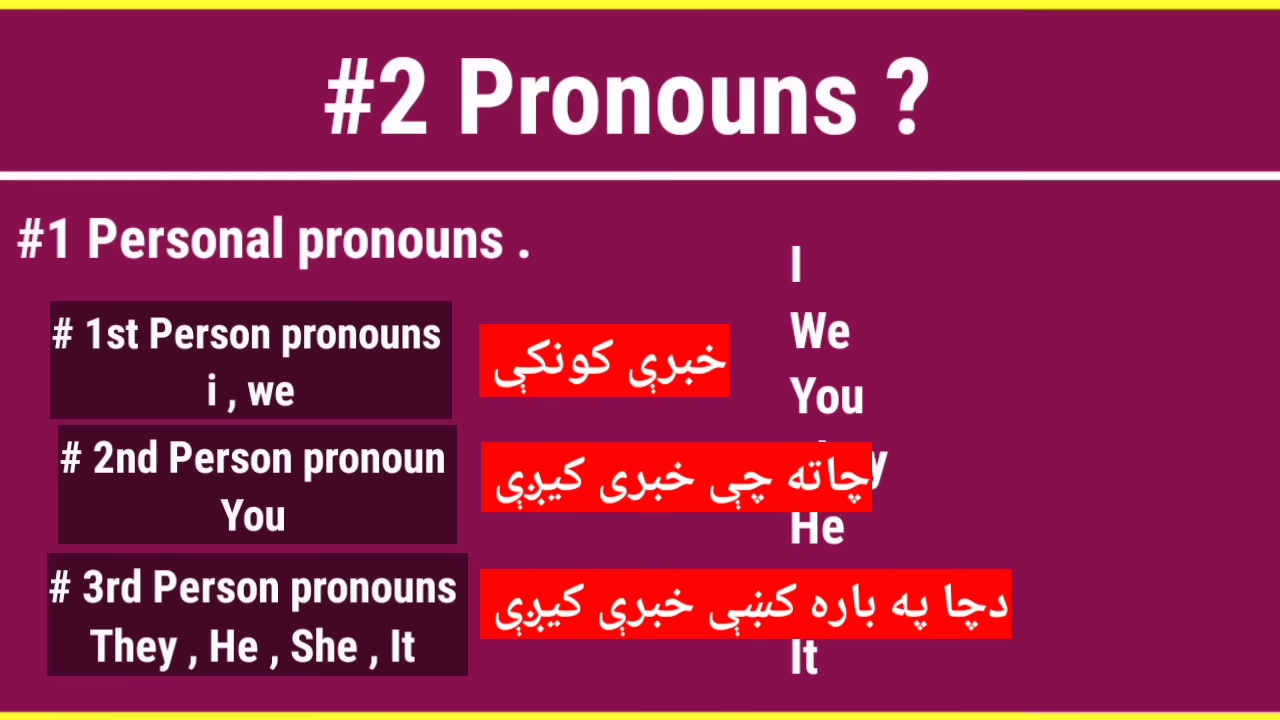 #2 Pronouns ?
#1 Personal pronouns .
# 1st Person pronouns
i , we
خبرې کونکې
# 2nd Person pronoun
You
چاته چې خبری کیږې
# 3rd Person pronouns
They , He , She , It
دچا په باره کښې خبرې کیږې
I
We
You
He
It